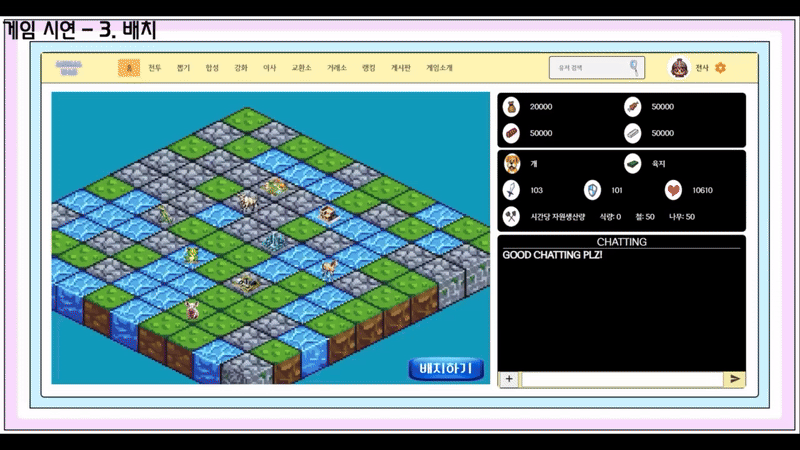 게임 시연 – 3. 배치
ANIMAL
홈 전투 뽑기 합성 강화 이사 교환소 거래소 랭킹 게시판 게임소개
유저 검색
전사
20000 50000
50000 50000
개 육지
103 101 10610
시간당 자원생산량 식량: 0 철: 50 나무: 50
CHATTING
GOOD CHATTING PLZ!
배치하기
+